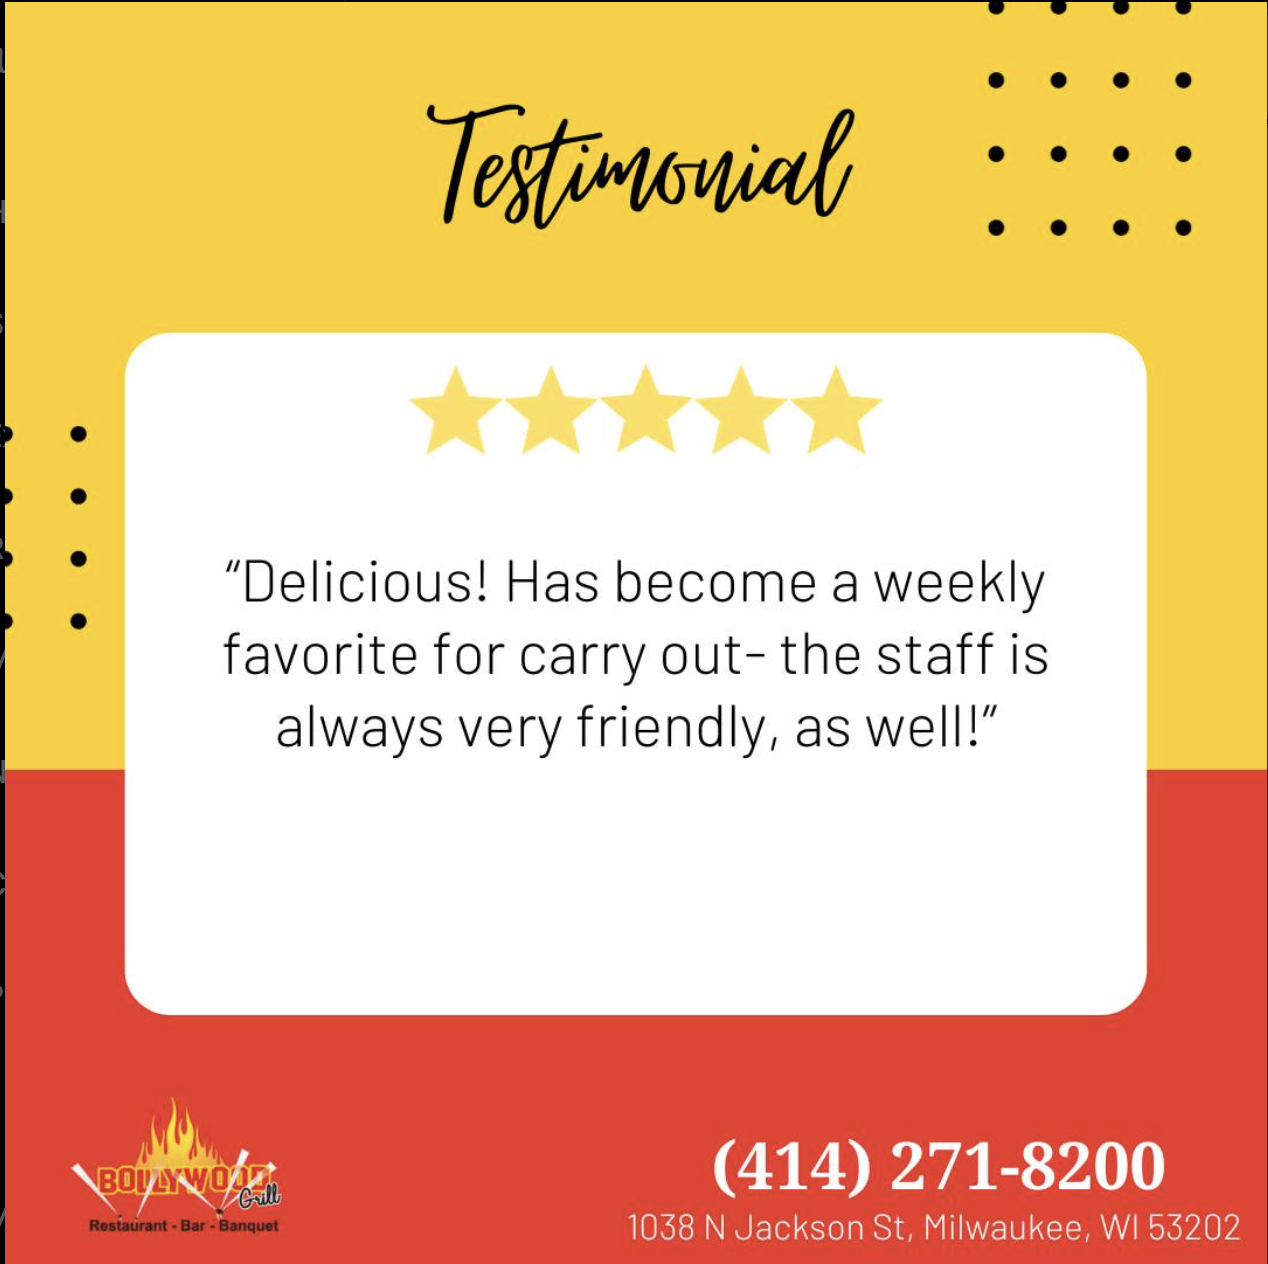 Testimonial
“Delicious! Has become a weekly
favorite for carry out- the staff is
always very friendly, as well!”
BOLLYWOOD
Grill
Restaurant - Bar - Banquet
(414) 271-8200
1038 N Jackson St, Milwaukee, WI 53202